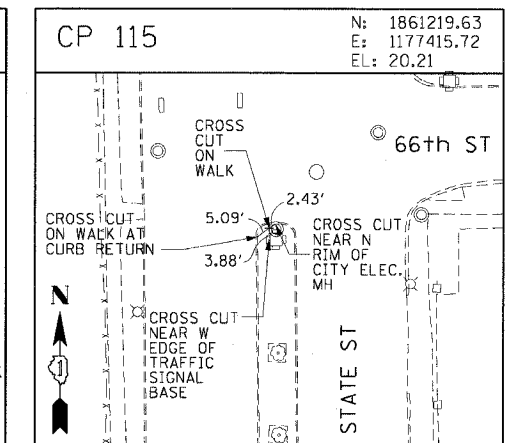 CP 115
N: 1861219.63
E: 1177415.72
EL: 20.21
CROSS
CUT
ON
WALK
66th ST
2.43'
5.09'
3.88'
CROSS CUT
ON WALK AT
CURB RETURN
CROSS CUT
NEAR N
RIM OF
CITY ELEC.
MH
N
1
CROSS CUT
NEAR W
EDGE OF
TRAFFIC
SIGNAL
BASE
STATE ST